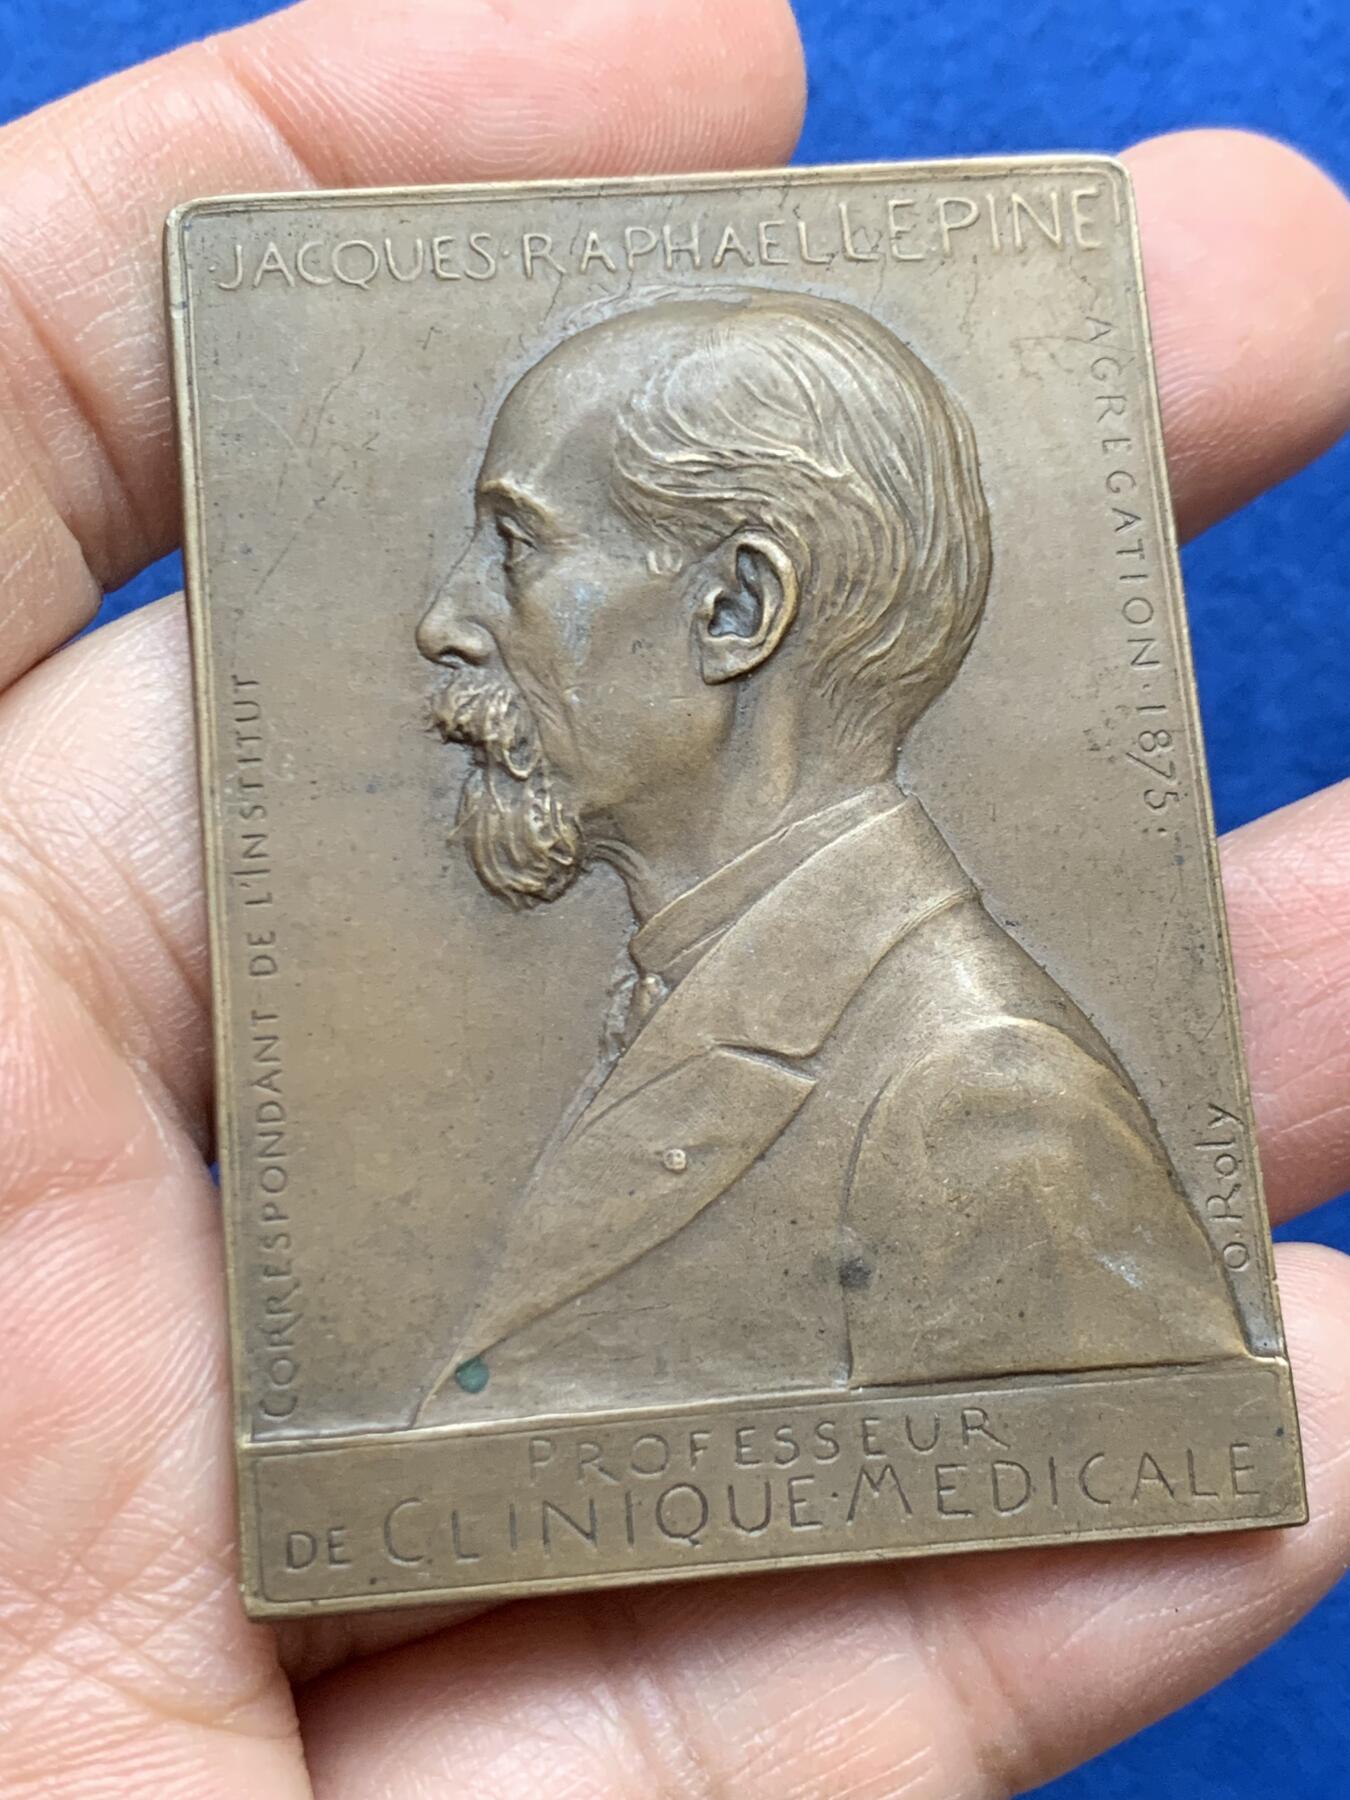 JACQUES·RAPHAEL LEPINE
AGREGATION·1875·
CORRESPONDANT·DE L'INSTITUT
O.Roty
PROFESSEUR
DE CLINIQUE·MEDICALE